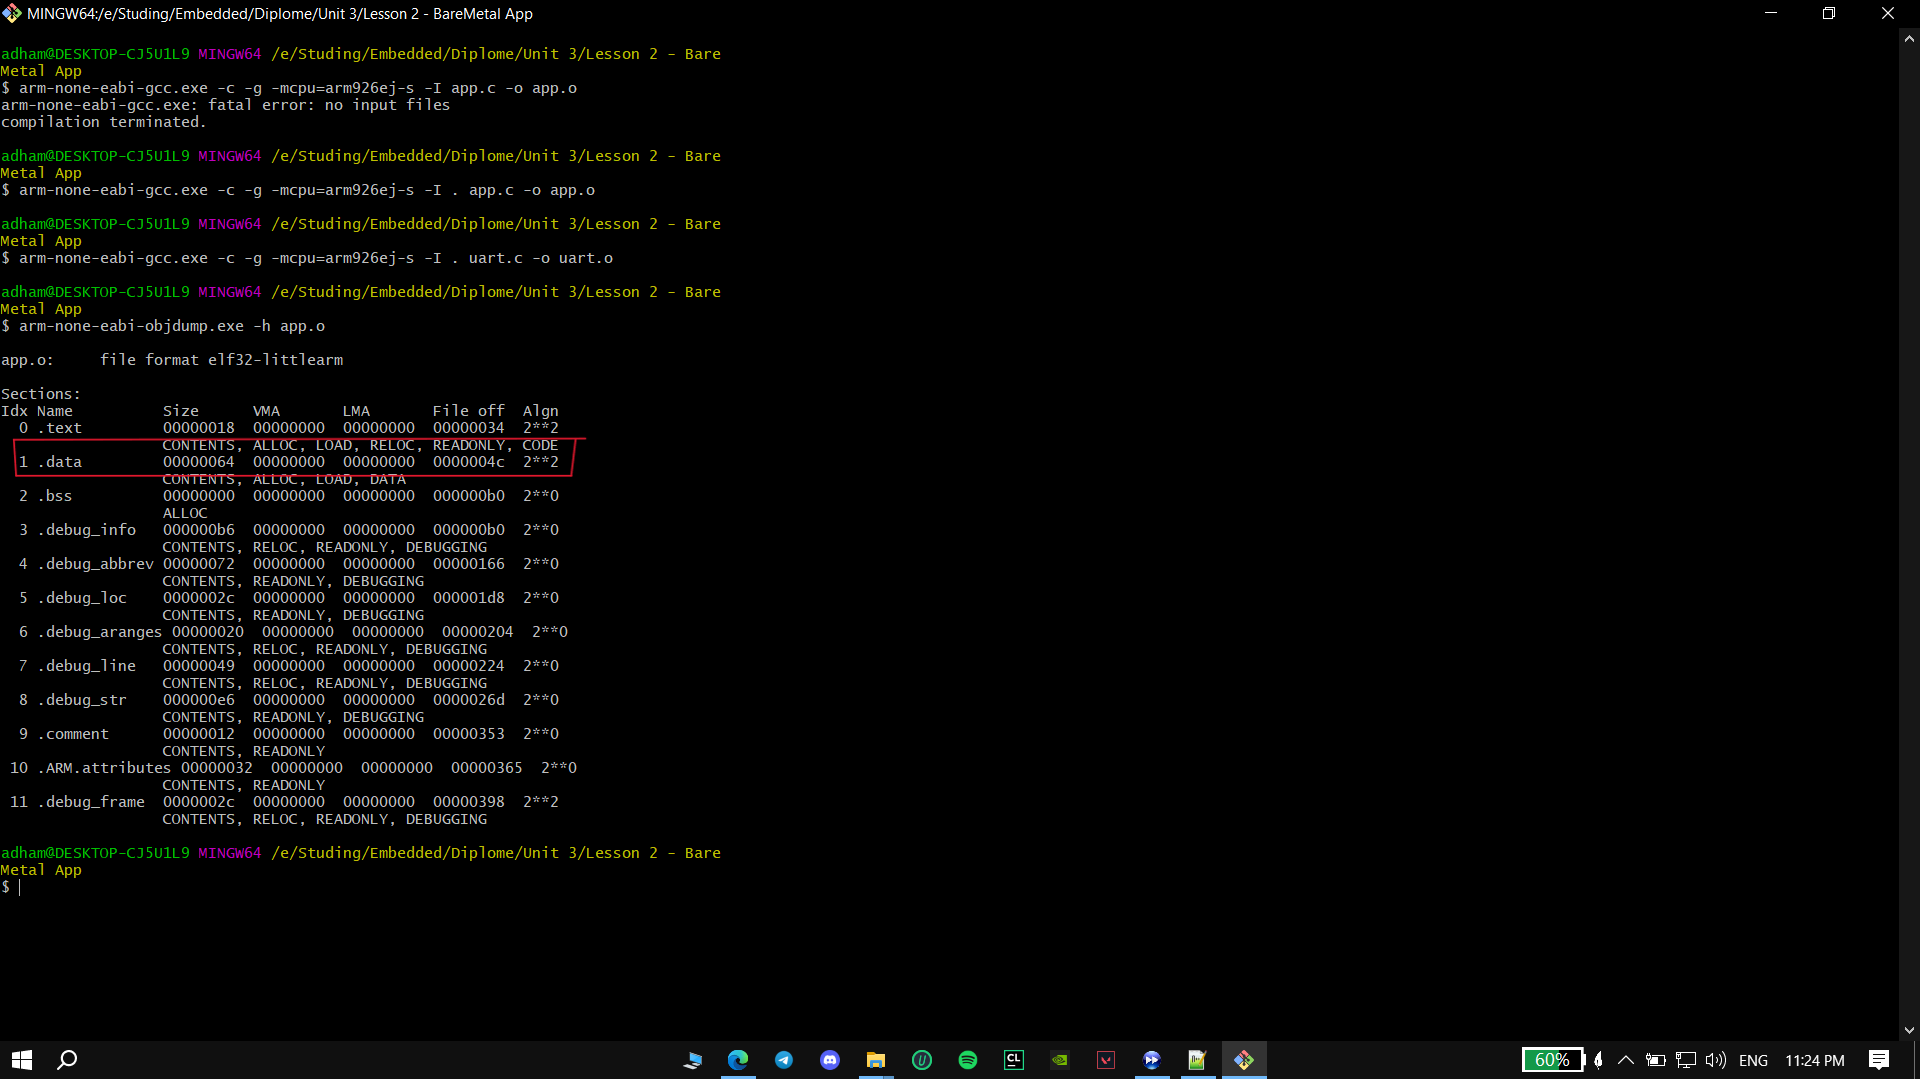 MINGW64:/e/Studing/Embedded/Diplome/Unit 3/Lesson 2 - BareMetal App
adham@DESKTOP-CJ5U1L9 MINGW64 /e/Studing/Embedded/Diplome/Unit 3/Lesson 2 - Bare
Metal App
$ arm-none-eabi-gcc.exe -c -g -mcpu=arm926ej-s -I app.c -o app.o
arm-none-eabi-gcc.exe: fatal error: no input files
compilation terminated.
adham@DESKTOP-CJ5U1L9 MINGW64 /e/Studing/Embedded/Diplome/Unit 3/Lesson 2 - Bare
Metal App
$ arm-none-eabi-gcc.exe -c -g -mcpu=arm926ej-s -I . app.c -o app.o
adham@DESKTOP-CJ5U1L9 MINGW64 /e/Studing/Embedded/Diplome/Unit 3/Lesson 2 - Bare
Metal App
$ arm-none-eabi-gcc.exe -c -g -mcpu=arm926ej-s -I . uart.c -o uart.o
adham@DESKTOP-CJ5U1L9 MINGW64 /e/Studing/Embedded/Diplome/Unit 3/Lesson 2 - Bare
Metal App
$ arm-none-eabi-objdump.exe -h app.o
app.o:     file format elf32-littlearm
Sections:
Idx Name          Size      VMA       LMA       File off  Algn
  0 .text         00000018  00000000  00000000  00000034  2**2
                  CONTENTS, ALLOC, LOAD, RELOC, READONLY, CODE
  1 .data         00000064  00000000  00000000  0000004c  2**2
                  CONTENTS, ALLOC, LOAD, DATA
  2 .bss          00000000  00000000  00000000  000000b0  2**0
                  ALLOC
  3 .debug_info   000000b6  00000000  00000000  000000b0  2**0
                  CONTENTS, RELOC, READONLY, DEBUGGING
  4 .debug_abbrev 00000072  00000000  00000000  00000166  2**0
                  CONTENTS, READONLY, DEBUGGING
  5 .debug_loc    0000002c  00000000  00000000  000001d8  2**0
                  CONTENTS, READONLY, DEBUGGING
  6 .debug_aranges 00000020  00000000  00000000  00000204  2**0
                  CONTENTS, RELOC, READONLY, DEBUGGING
  7 .debug_line   00000049  00000000  00000000  00000224  2**0
                  CONTENTS, RELOC, READONLY, DEBUGGING
  8 .debug_str    000000e6  00000000  00000000  0000026d  2**0
                  CONTENTS, READONLY, DEBUGGING
  9 .comment      00000012  00000000  00000000  00000353  2**0
                  CONTENTS, READONLY
 10 .ARM.attributes 00000032  00000000  00000000  00000365  2**0
                  CONTENTS, READONLY
 11 .debug_frame  0000002c  00000000  00000000  00000398  2**2
                  CONTENTS, RELOC, READONLY, DEBUGGING
adham@DESKTOP-CJ5U1L9 MINGW64 /e/Studing/Embedded/Diplome/Unit 3/Lesson 2 - Bare
Metal App
$
CL
60% ENG 11:24 PM